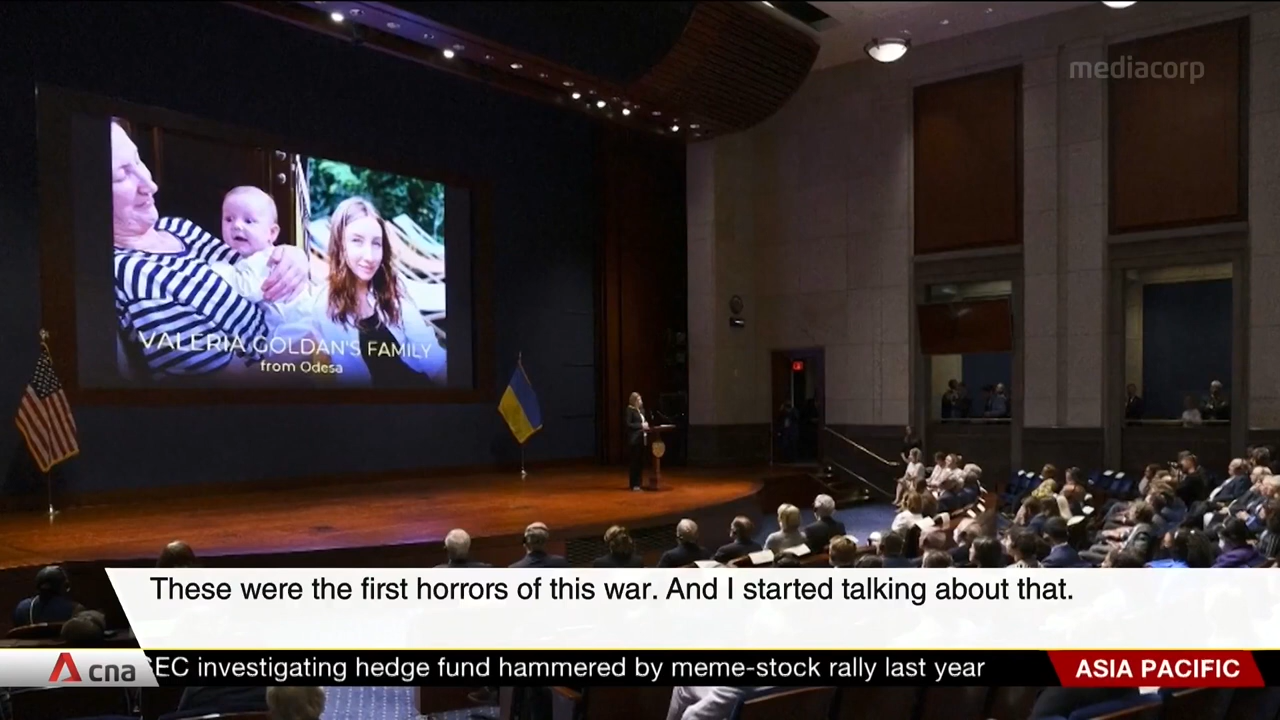 mediacorp
VALERIA GOLDAN'S FAMILY
from Odesa
These were the first horrors of this war. And I started talking about that.
cna
SEC investigating hedge fund hammered by meme-stock rally last year
ASIA PACIFIC